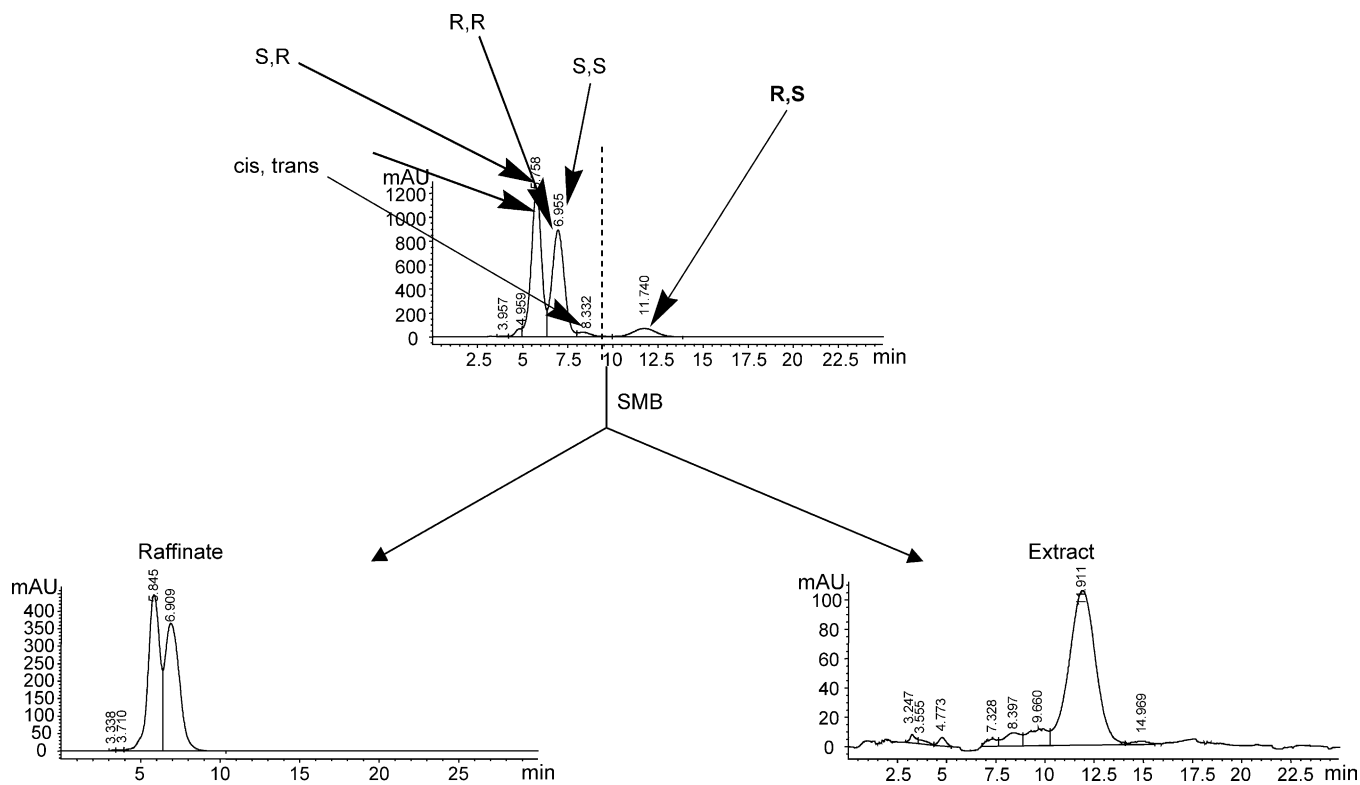 R,R
S,R
S,S
R,S
cis, trans
mAU
1200
1000
800
600
400
200
0
3.957
4.959
5.758
6.955
8.332
11.740
2.5 5 7.5 10 12.5 15 17.5 20 22.5 min
SMB
Raffinate
mAU
400
350
300
250
200
150
100
50
0
3.338
3.710
5.845
6.909
5 10 15 20 25 min
Extract
mAU
100
80
60
40
20
0
3.247
3.555
4.773
7.328
8.397
9.660
11.911
14.969
2.5 5 7.5 10 12.5 15 17.5 20 22.5 min